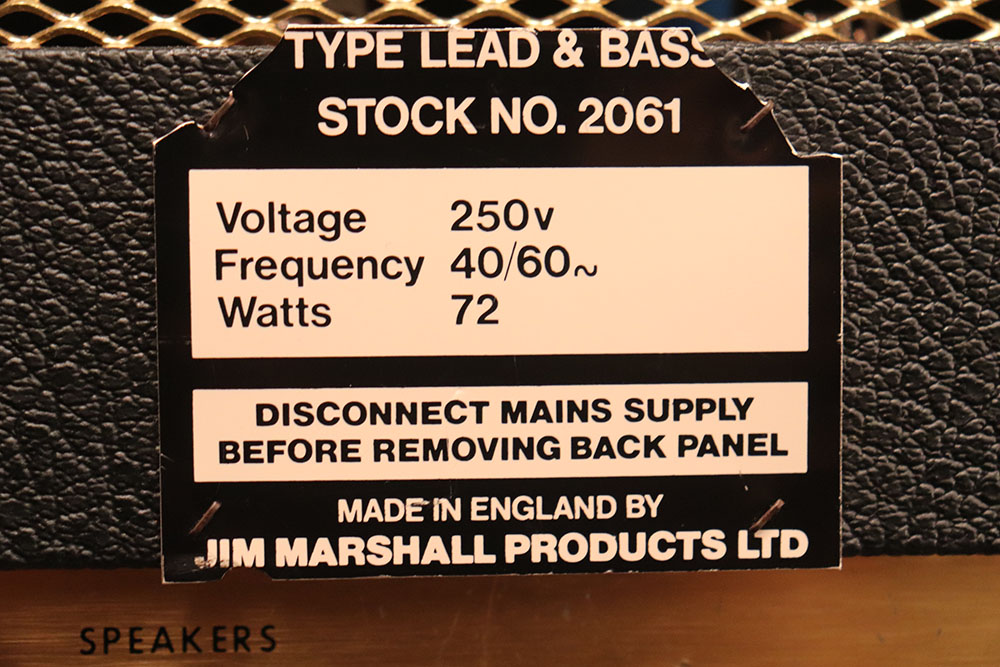 TYPE LEAD & BASS
STOCK NO. 2061
Voltage 250v
Frequency 40/60~
Watts 72
DISCONNECT MAINS SUPPLY
BEFORE REMOVING BACK PANEL
MADE IN ENGLAND BY
JIM MARSHALL PRODUCTS LTD
SPEAKERS